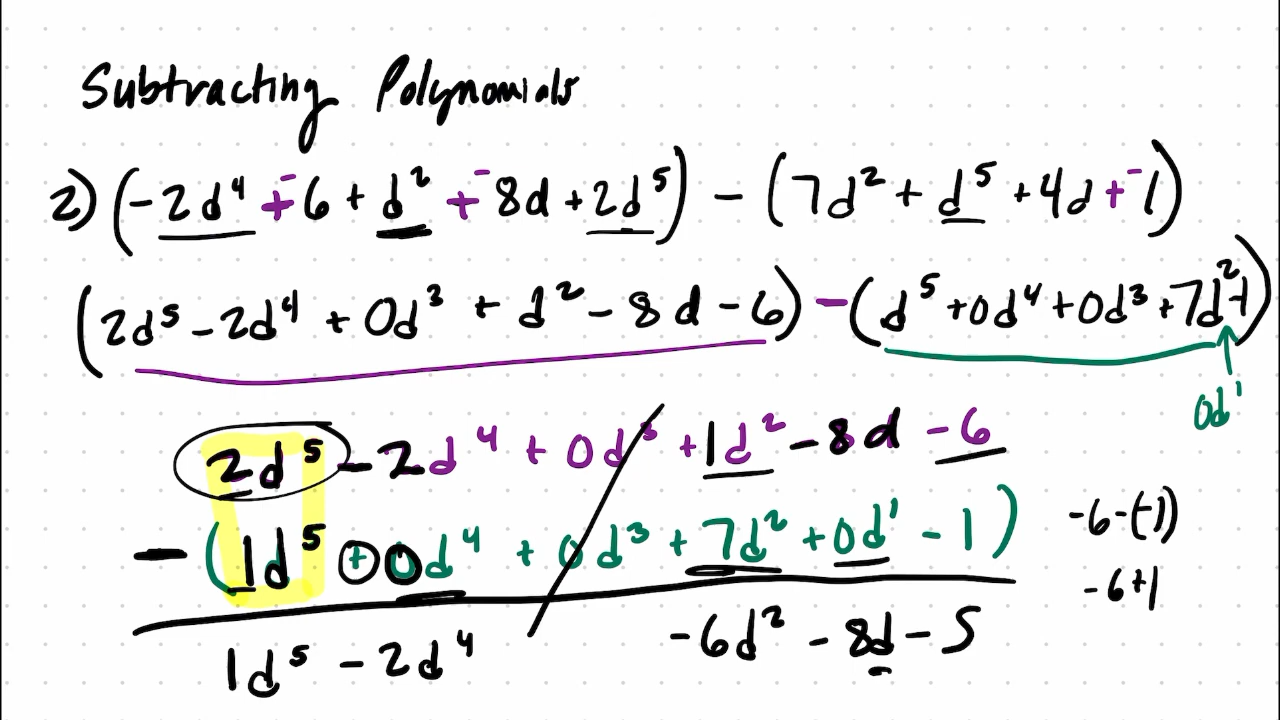 Subtracting Polynomials
2) (-2d⁴ +⁻6 + d² +⁻8d + 2d⁵) - (7d² + d⁵ + 4d +⁻1)
(2d⁵ - 2d⁴ + 0d³ + d² - 8d - 6) - (d⁵ + 0d⁴ + 0d³ + 7d² - 1)
0d¹
2d⁵ - 2d⁴ + 0d³ + 1d² - 8d - 6
- (1d⁵ + 00d⁴ + 0d³ + 7d² + 0d¹ - 1)
-6-(-1)
-6+1
1d⁵ - 2d⁴ -6d² - 8d - 5